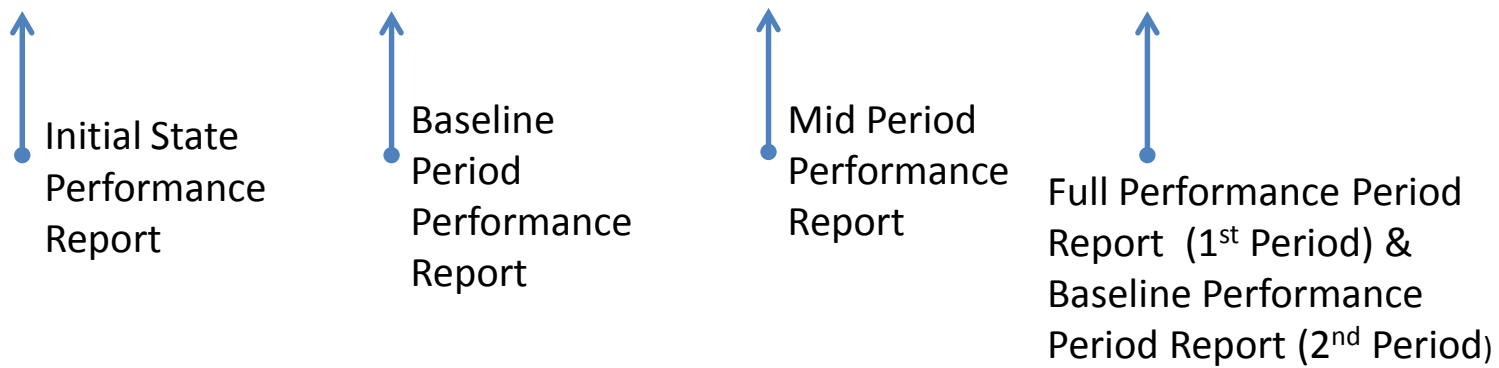 Initial State
Performance
Report
Baseline
Period
Performance
Report
Mid Period
Performance
Report
Full Performance Period
Report (1st Period) &
Baseline Performance
Period Report (2nd Period)